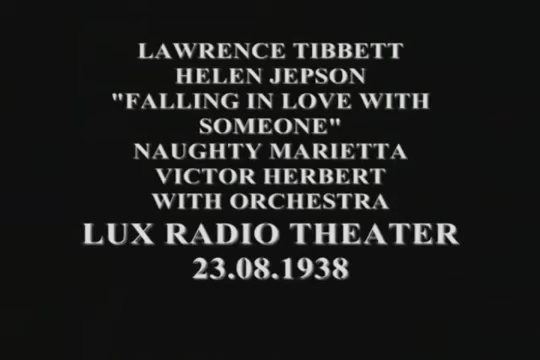 LAWRENCE TIBBETT
HELEN JEPSON
"FALLING IN LOVE WITH
SOMEONE"
NAUGHTY MARIETTA
VICTOR HERBERT
WITH ORCHESTRA
LUX RADIO THEATER
23.08.1938